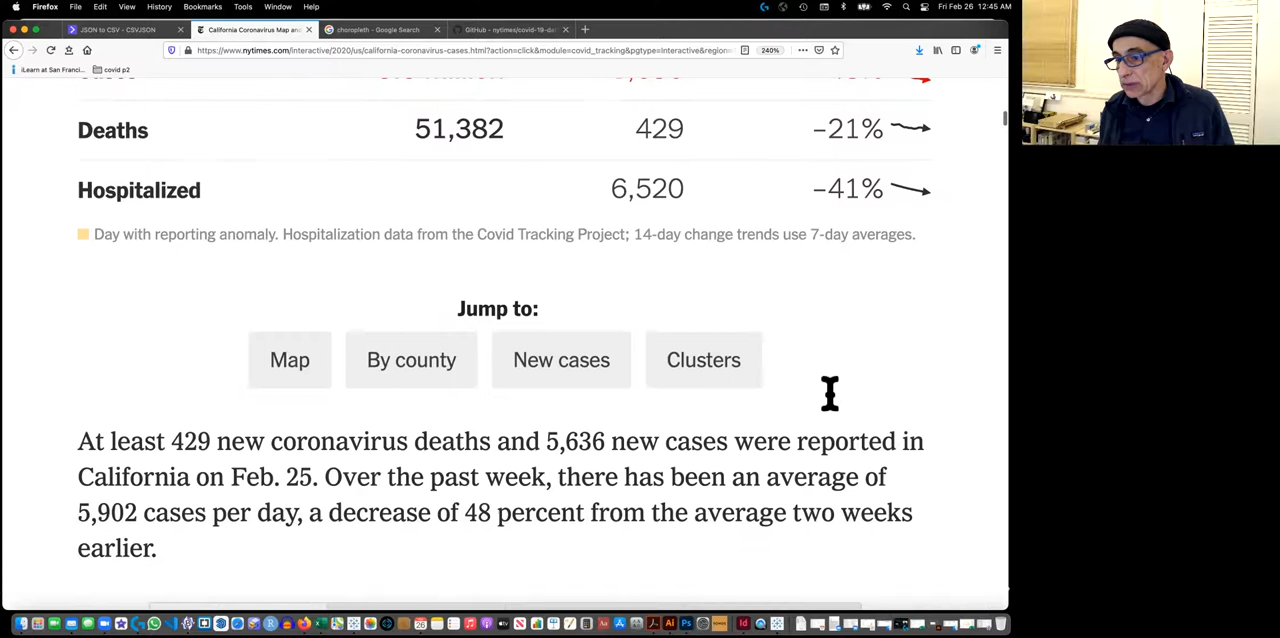 Firefox File Edit View History Bookmarks Tools Window Help Fri Feb 26 12:45 AM
JSON to CSV - CSVJSON
California Coronavirus Map and
choropleth - Google Search
GitHub - nytimes/covid-19-da
https://www.nytimes.com/interactive/2020/us/california-coronavirus-cases.html?action=click&module=covid_tracking&pgtype=Interactive&region=
240%
iLearn at San Franci...
covid p2
Deaths 51,382 429 –21%
Hospitalized 6,520 –41%
Day with reporting anomaly. Hospitalization data from the Covid Tracking Project; 14-day change trends use 7-day averages.
Jump to:
Map By county New cases Clusters
At least 429 new coronavirus deaths and 5,636 new cases were reported in
California on Feb. 25. Over the past week, there has been an average of
5,902 cases per day, a decrease of 48 percent from the average two weeks
earlier.